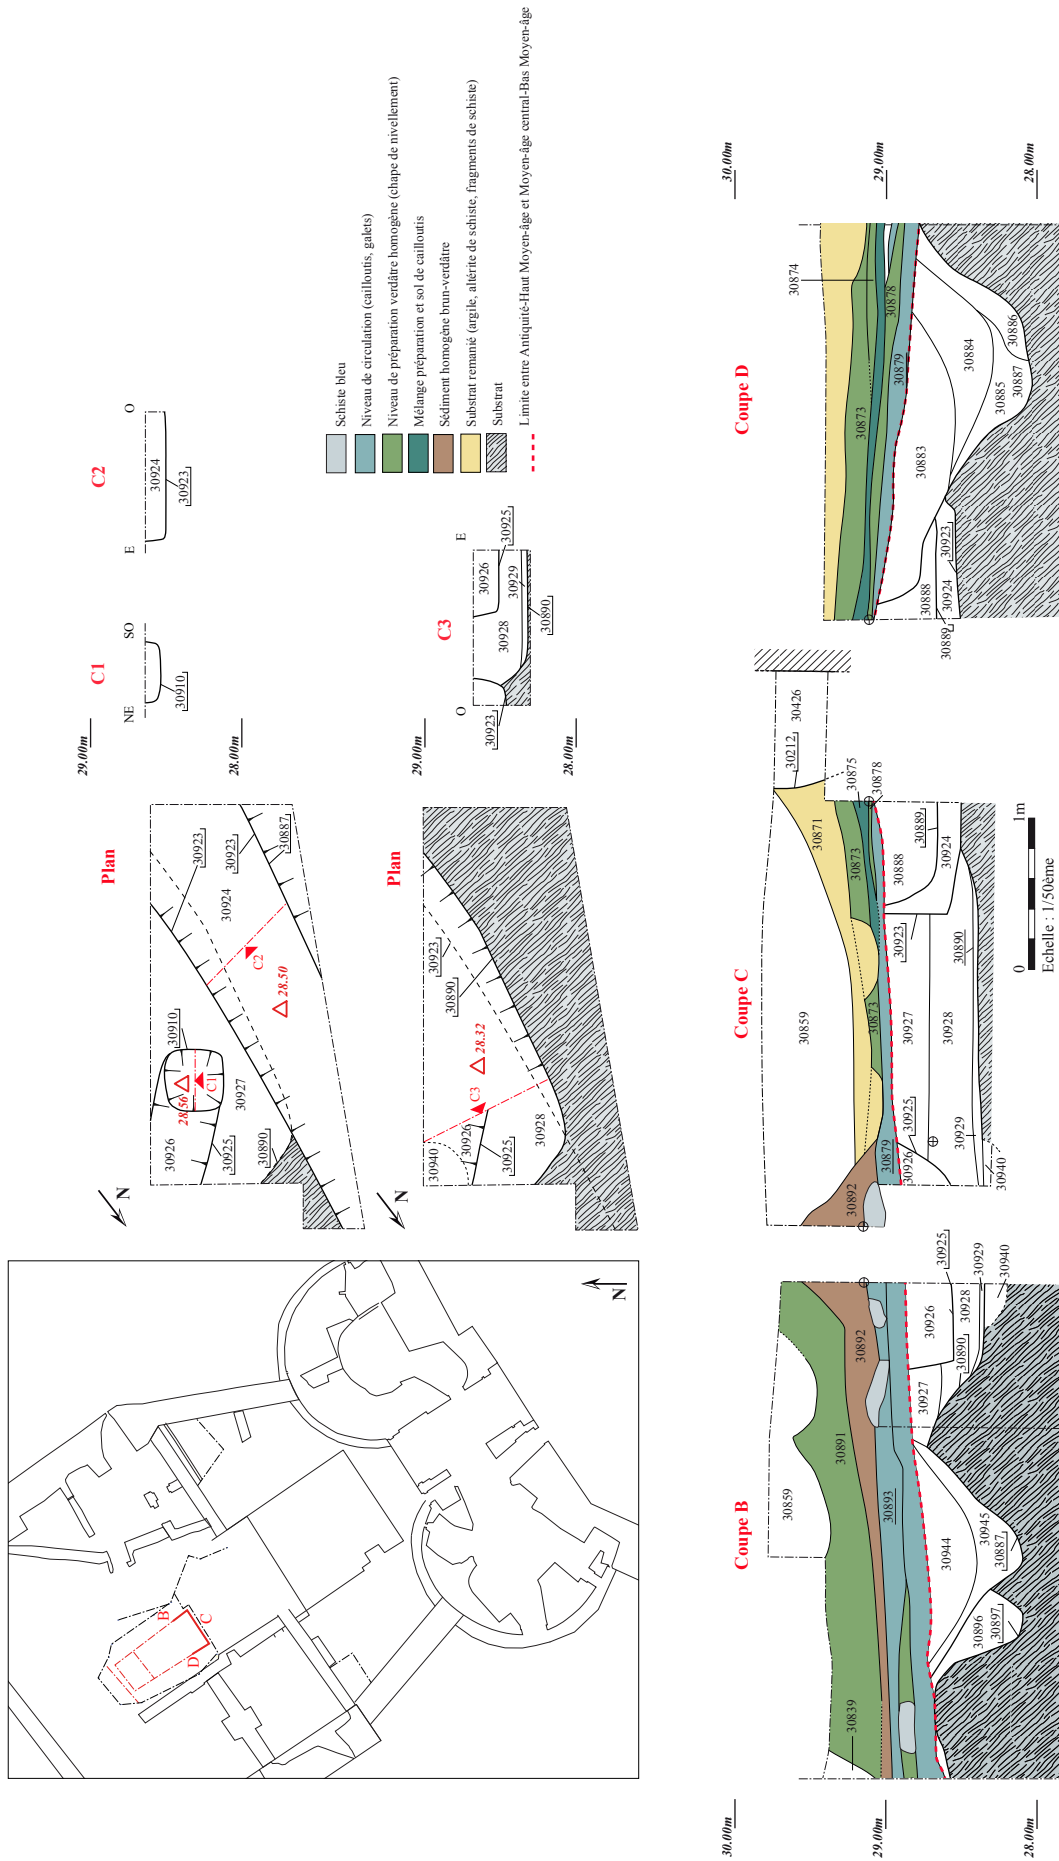 Plan
N
30926
30910
28.56
C1
30925
30927
30890
30923
30923
30924
30887
C2
28.50
29.00m
28.00m
C1
NE
SO
30910
C2
E
O
30924
30923
Plan
N
30940
30926
C3
30925
30928
28.32
30923
30890
29.00m
28.00m
C3
O
E
30923
30928
30926
30925
30929
30890
Schiste bleu
Niveau de circulation (cailloutis, galets)
Niveau de préparation verdâtre homogène (chape de nivellement)
Mélange préparation et sol de cailloutis
Sédiment homogène brun-verdâtre
Substrat remanié (argile, altérite de schiste, fragments de schiste)
Substrat
Limite entre Antiquité-Haut Moyen-âge et Moyen-âge central-Bas Moyen-âge
B
C
D
N
Coupe B
30.00m
29.00m
28.00m
30839
30859
30891
30892
30893
30944
30945
30896
30897
30887
30927
30926
30925
30890
30928
30929
30940
Coupe C
30859
30892
30879
30926
30925
30929
30940
30873
30927
30928
30923
30890
30871
30873
30888
30889
30924
30875
30878
30212
30426
0
1m
Echelle : 1/50ème
Coupe D
30874
30873
30878
30879
30883
30884
30885
30886
30887
30888
30889
30924
30923
30.00m
29.00m
28.00m